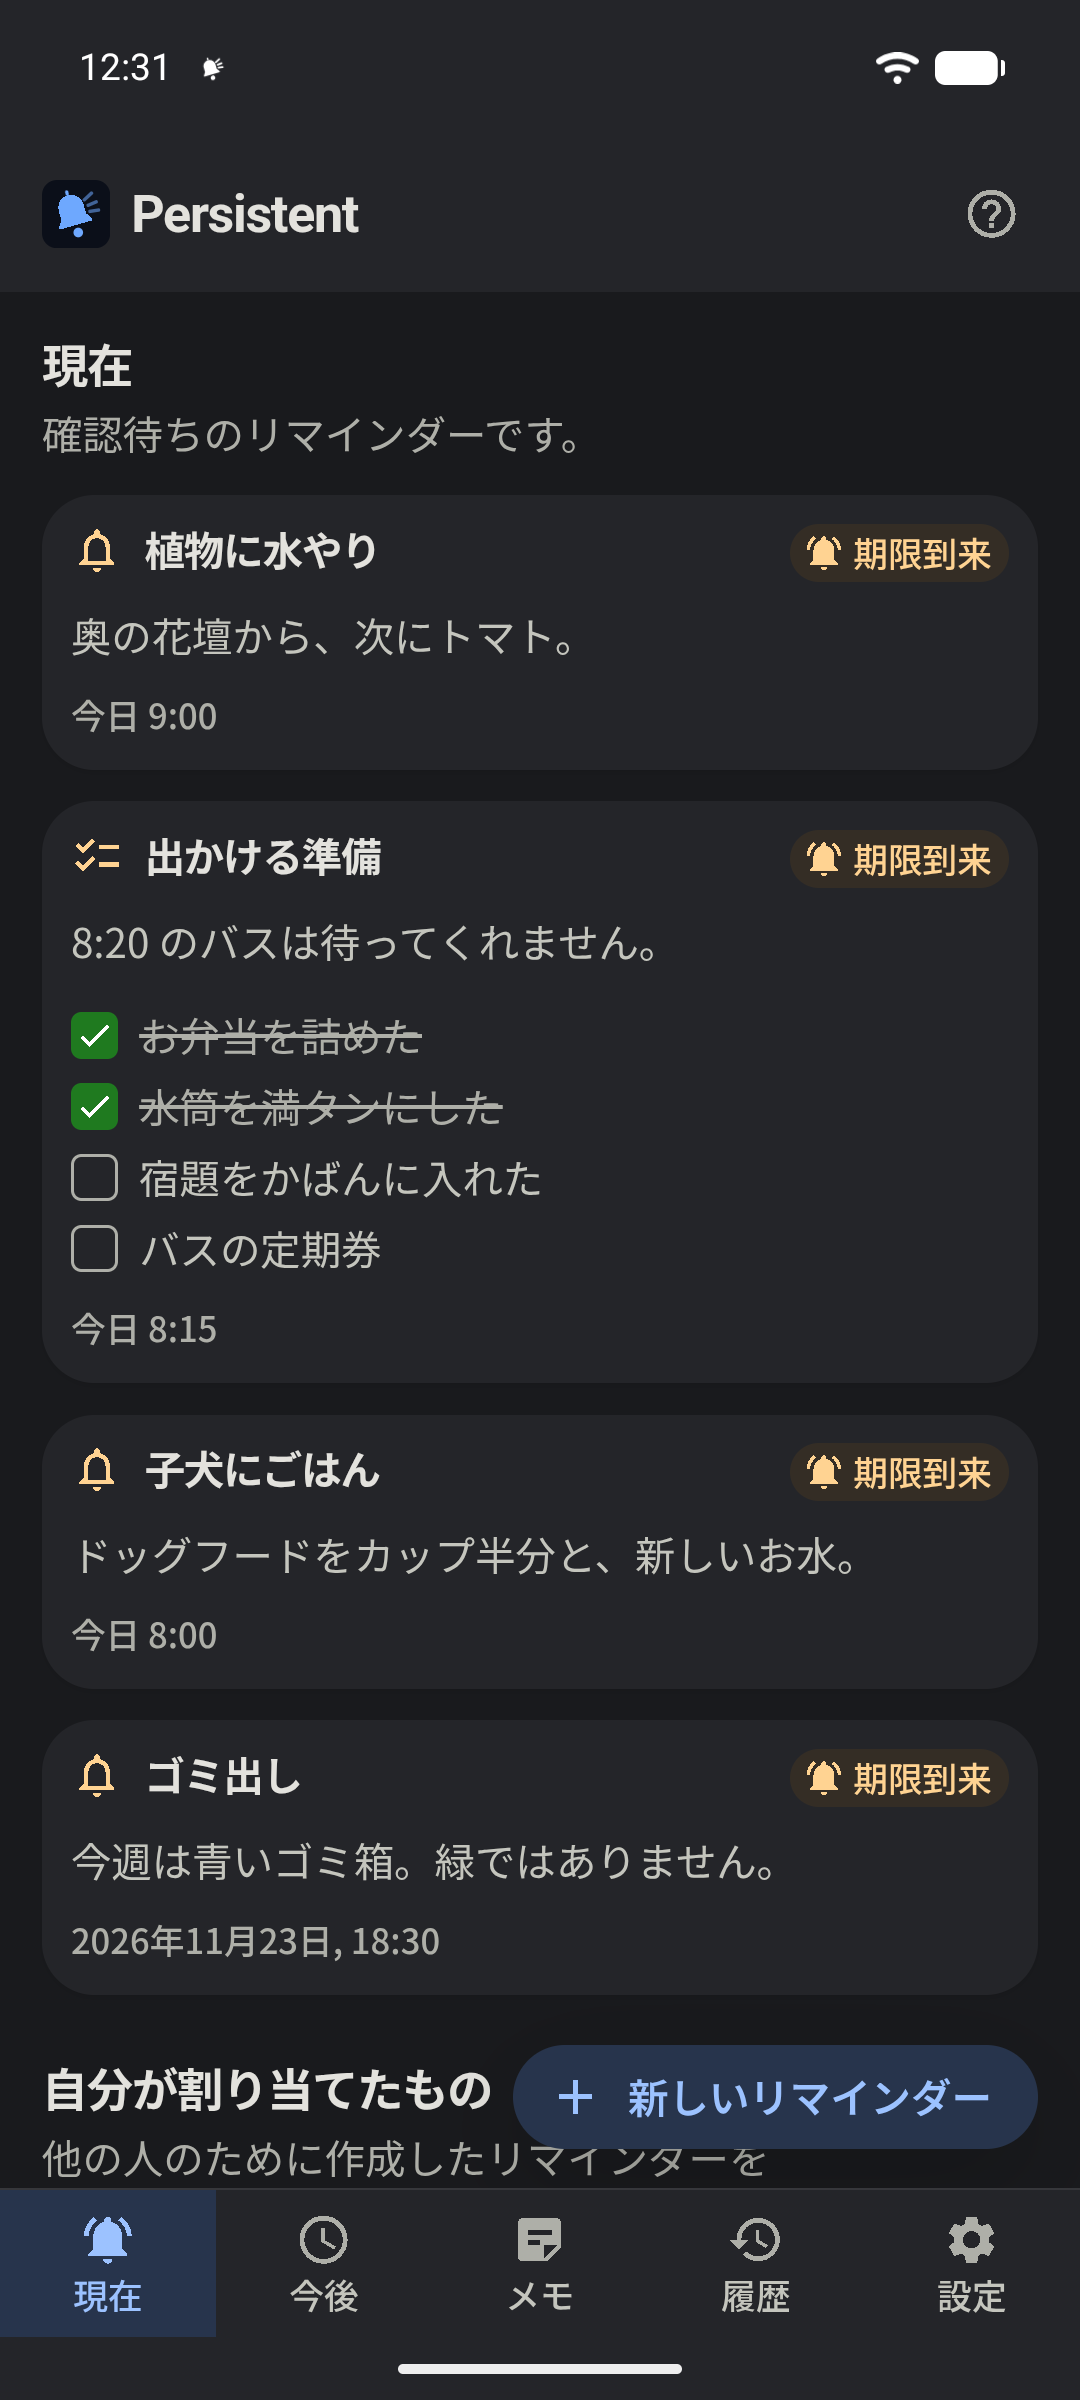 12:31
Persistent
現在
確認待ちのリマインダーです。
植物に水やり
期限到来
奥の花壇から、次にトマト。
今日 9:00
出かける準備
期限到来
8:20 のバスは待ってくれません。
お弁当を詰めた
水筒を満タンにした
宿題をかばんに入れた
バスの定期券
今日 8:15
子犬にごはん
期限到来
ドッグフードをカップ半分と、新しいお水。
今日 8:00
ゴミ出し
期限到来
今週は青いゴミ箱。緑ではありません。
2026年11月23日, 18:30
自分が割り当てたもの
新しいリマインダー
他の人のために作成したリマインダーを
現在
今後
メモ
履歴
設定